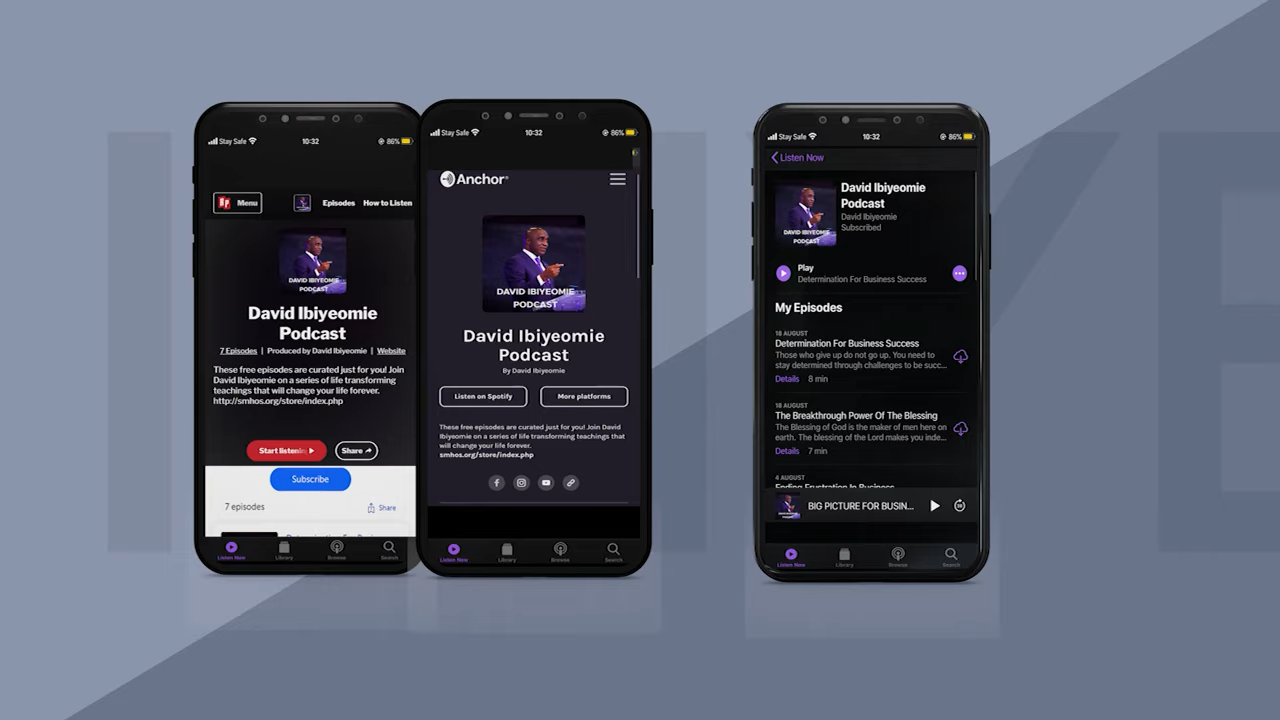 Stay Safe 10:32 86%
Menu Episodes How to Listen
DAVID IBIYEOMIE
PODCAST
David Ibiyeomie
Podcast
7 Episodes | Produced by David Ibiyeomie | Website
These free episodes are curated just for you! Join
David Ibiyeomie on a series of life transforming
teachings that will change your life forever.
http://smhos.org/store/index.php
Start listening Share
Subscribe
7 episodes Share
Listen Now Library Browse Search
Stay Safe 10:32 86%
Anchor
DAVID IBIYEOMIE
PODCAST
David Ibiyeomie
Podcast
By David Ibiyeomie
Listen on Spotify More platforms
These free episodes are curated just for you! Join David
Ibiyeomie on a series of life transforming teachings that
will change your life forever.
smhos.org/store/index.php
Listen Now Library Browse Search
Stay Safe 10:32 86%
Listen Now
DAVID IBIYEOMIE
PODCAST
David Ibiyeomie
Podcast
David Ibiyeomie
Subscribed
Play
Determination For Business Success
My Episodes
18 AUGUST
Determination For Business Success
Those who give up do not go up. You need to
stay determined through challenges to be succ...
Details 8 min
18 AUGUST
The Breakthrough Power Of The Blessing
The Blessing of God is the maker of men here on
earth. The blessing of the Lord makes you inde...
Details 7 min
4 AUGUST
Ending Frustration In Business
BIG PICTURE FOR BUSIN...
Listen Now Library Browse Search